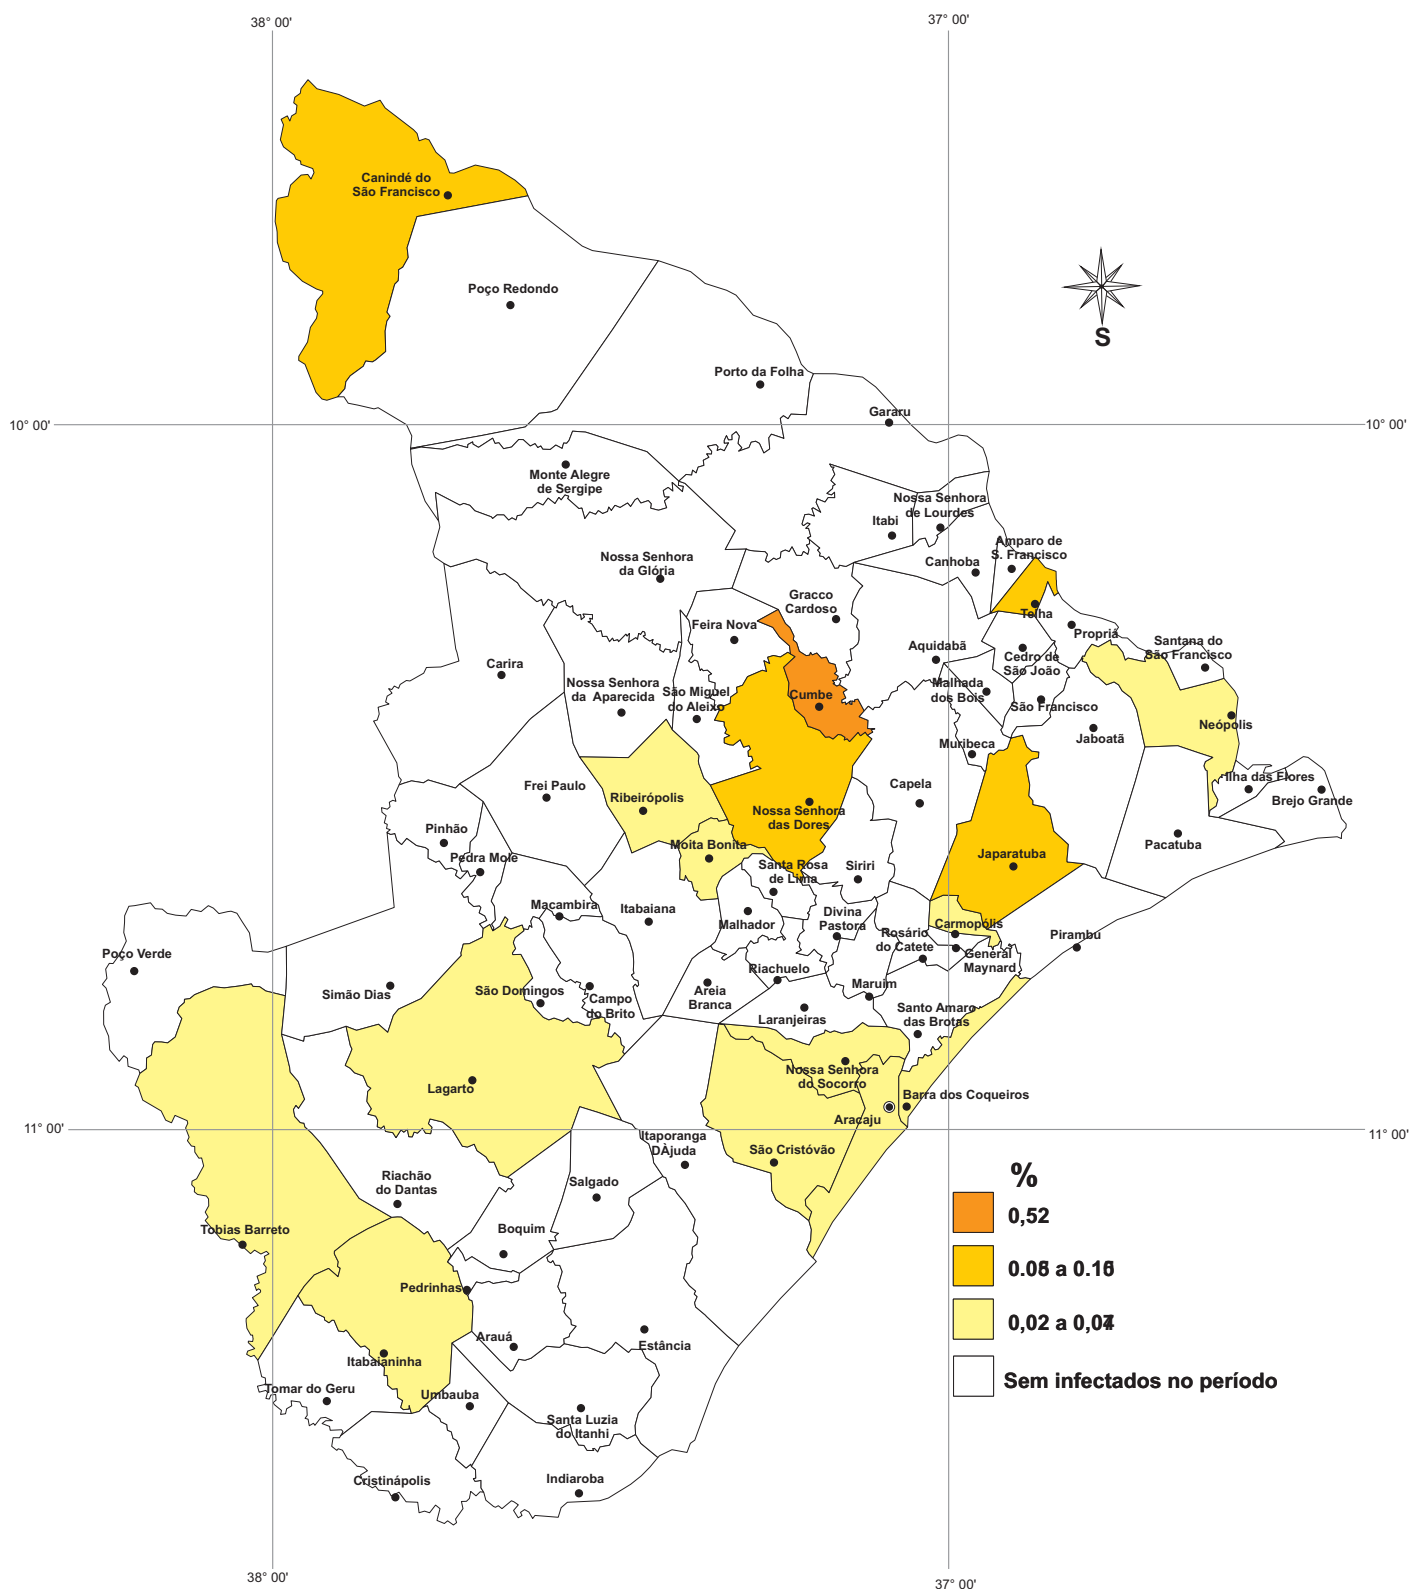 38° 00'
37° 00'
Canindé do
São Francisco
Poço Redondo
S
Porto da Folha
Gararu
10° 00'
10° 00'
Monte Alegre
de Sergipe
Nossa Senhora
de Lourdes
Itabi
Amparo de
S. Francisco
Nossa Senhora
da Glória
Canhoba
Gracco
Cardoso
Telha
Feira Nova
Propriá
Aquidabã
Santana do
São Francisco
Cedro de
São João
Carira
Nossa Senhora
da Aparecida
São Miguel
do Aleixo
Cumbe
Malhada
dos Bois
São Francisco
Neópolis
Jaboatã
Muribeca
Frei Paulo
Ribeirópolis
Capela
Ilha das Flores
Brejo Grande
Nossa Senhora
das Dores
Pinhão
Moita Bonita
Pacatuba
Pedra Mole
Japaratuba
Santa Rosa
de Lima
Siriri
Macambira
Itabaiana
Malhador
Divina
Pastora
Carmopólis
Rosário
do Catete
Pirambu
Poço Verde
General
Maynard
Riachuelo
Simão Dias
São Domingos
Campo
do Brito
Areia
Branca
Maruim
Laranjeiras
Santo Amaro
das Brotas
Nossa Senhora
do Socorro
Lagarto
Barra dos Coqueiros
Aracaju
11° 00'
11° 00'
Itaporanga
DÀjuda
São Cristóvão
Riachão
do Dantas
Salgado
%
0,52
Tobias Barreto
Boquim
Pedrinhas
Arauá
Estância
Itabaianinha
Sem infectados no período
Tomar do Geru
Umbauba
Santa Luzia
do Itanhi
Cristinápolis
Indiaroba
38° 00'
37° 00'